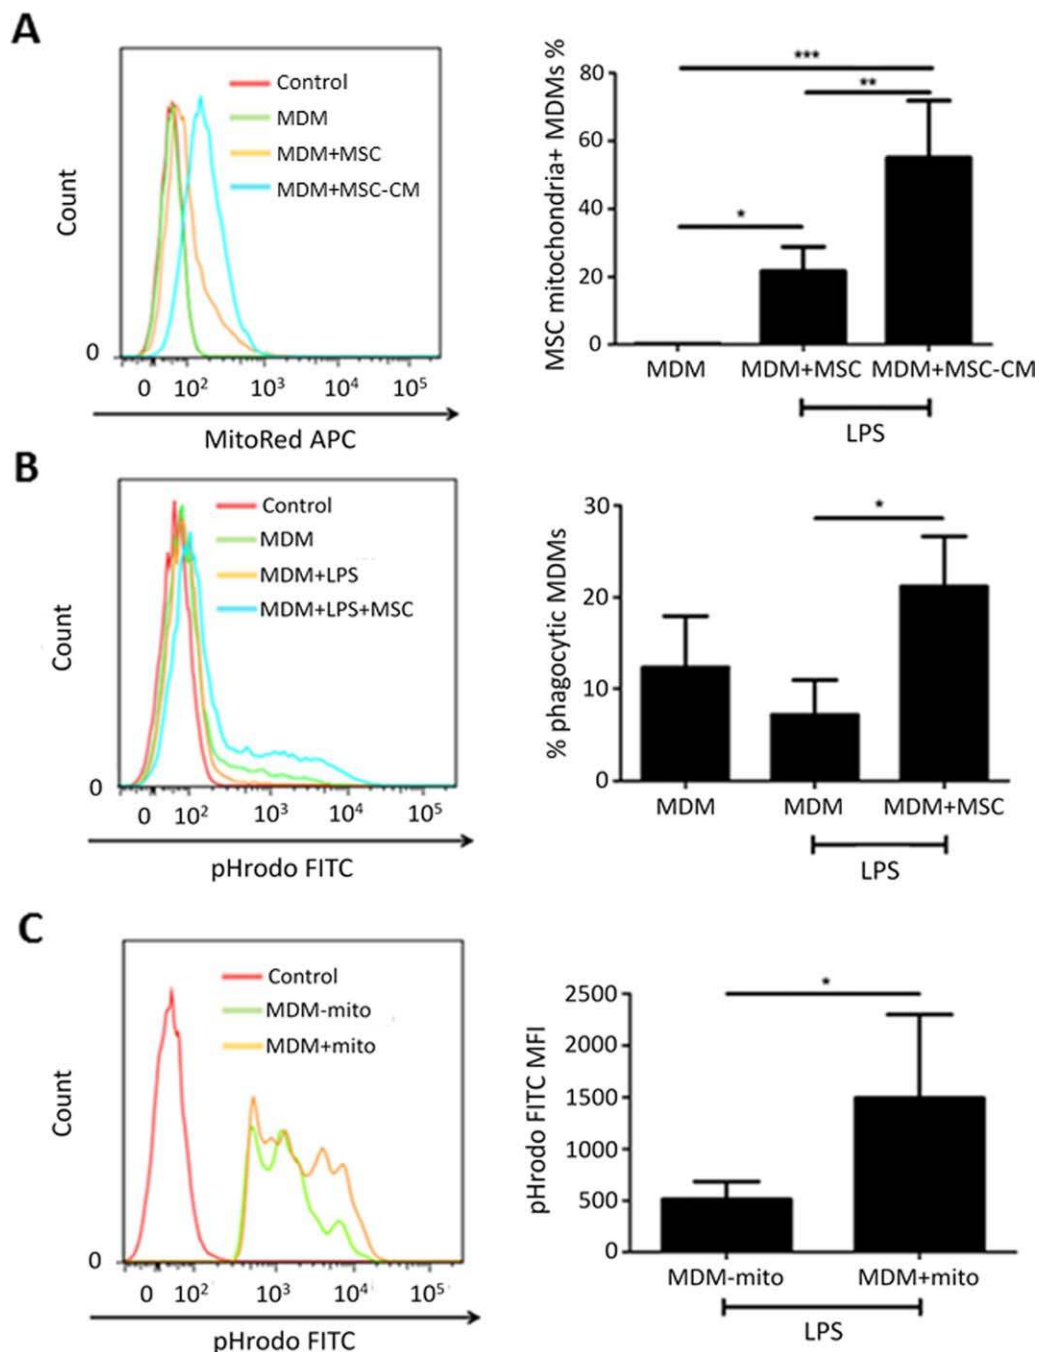 A
Control
MDM
MDM+MSC
MDM+MSC-CM
Count
0
0 10² 10³ 10⁴ 10⁵
MitoRed APC
MSC mitochondria+ MDMs %
80
60
40
20
0
***
**
*
MDM MDM+MSC MDM+MSC-CM
LPS
B
Control
MDM
MDM+LPS
MDM+LPS+MSC
Count
0
0 10² 10³ 10⁴ 10⁵
pHrodo FITC
% phagocytic MDMs
30
20
10
0
*
MDM MDM MDM+MSC
LPS
C
Control
MDM-mito
MDM+mito
Count
0
0 10² 10³ 10⁴ 10⁵
pHrodo FITC
pHrodo FITC MFI
2500
2000
1500
1000
500
0
*
MDM-mito MDM+mito
LPS